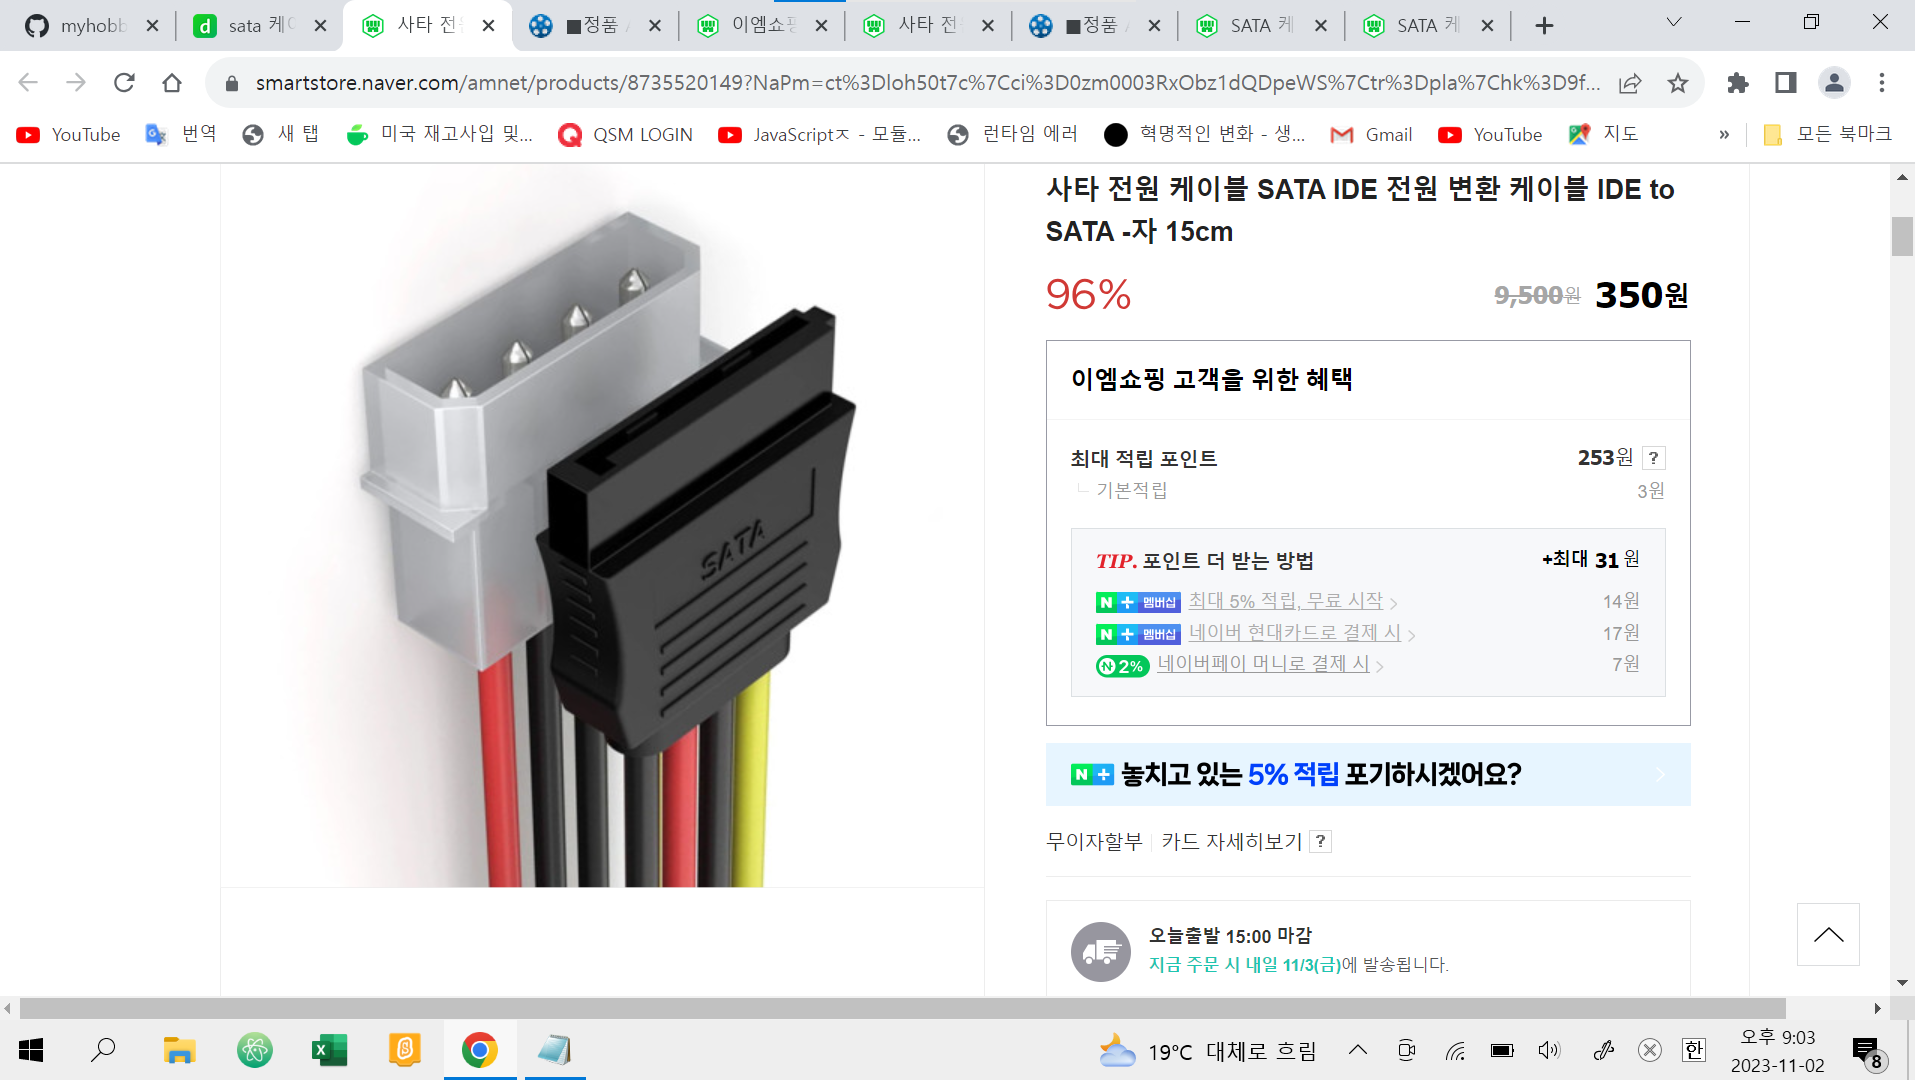 myhobb
sata 케이
사타 전원
■정품 /
이엠쇼핑
사타 전원
■정품 /
SATA 케
SATA 케
smartstore.naver.com/amnet/products/8735520149?NaPm=ct%3Dloh50t7c%7Cci%3D0zm0003RxObz1dQDpeWS%7Ctr%3Dpla%7Chk%3D9f...
YouTube
번역
새 탭
미국 재고사입 및...
QSM LOGIN
JavaScriptㅈ - 모듈...
런타임 에러
혁명적인 변화 - 생...
Gmail
YouTube
지도
»
모든 북마크
사타 전원 케이블 SATA IDE 전원 변환 케이블 IDE to
SATA -자 15cm
96%
9,500원 350원
이엠쇼핑 고객을 위한 혜택
최대 적립 포인트 253원 ?
기본적립 3원
TIP. 포인트 더 받는 방법 +최대 31원
N + 멤버십 최대 5% 적립, 무료 시작 > 14원
N + 멤버십 네이버 현대카드로 결제 시 > 17원
N 2% 네이버페이 머니로 결제 시 > 7원
N + 놓치고 있는 5% 적립 포기하시겠어요?
무이자할부 카드 자세히보기 ?
오늘출발 15:00 마감
지금 주문 시 내일 11/3(금)에 발송됩니다.
SATA
19°C 대체로 흐림
한
오후 9:03
2023-11-02
8